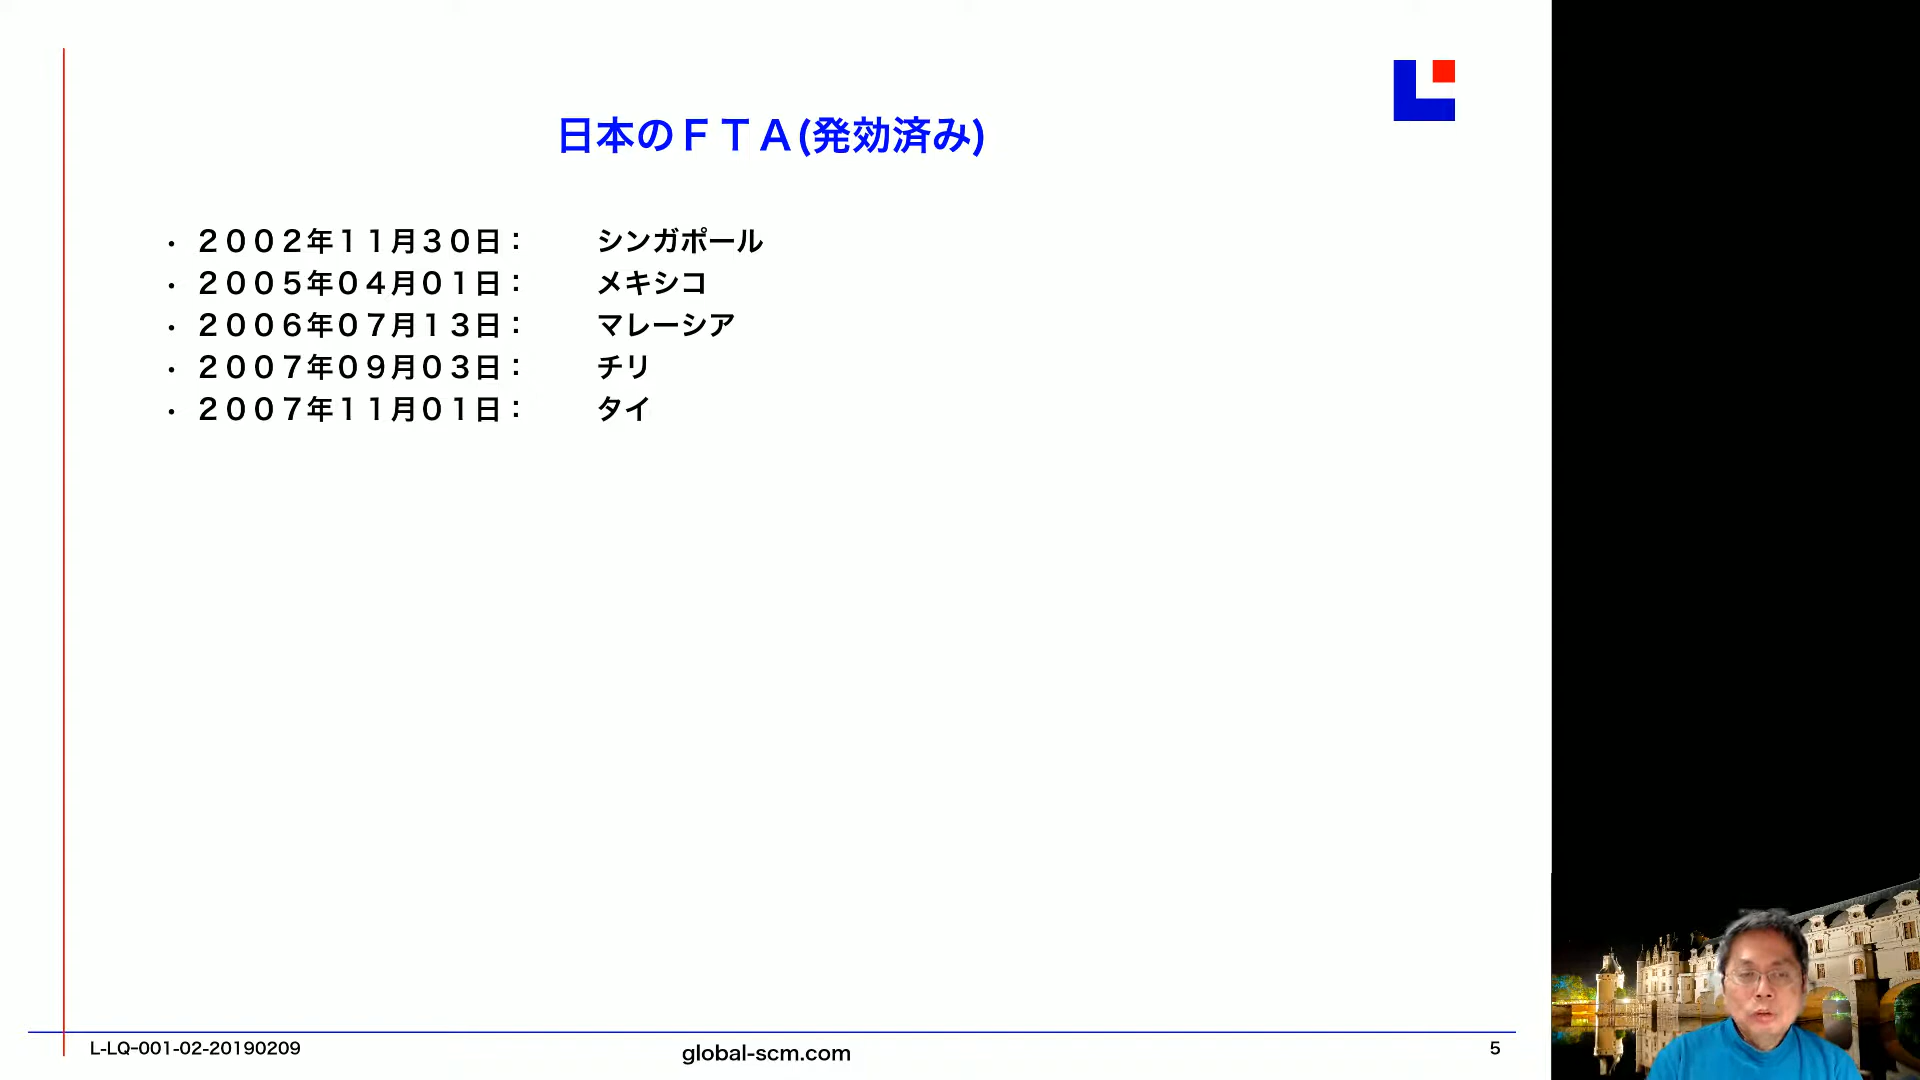 日本のＦＴＡ(発効済み)
・ ２００２年１１月３０日： シンガポール
・ ２００５年０４月０１日： メキシコ
・ ２００６年０７月１３日： マレーシア
・ ２００７年０９月０３日： チリ
・ ２００７年１１月０１日： タイ
L-LQ-001-02-20190209
global-scm.com
5